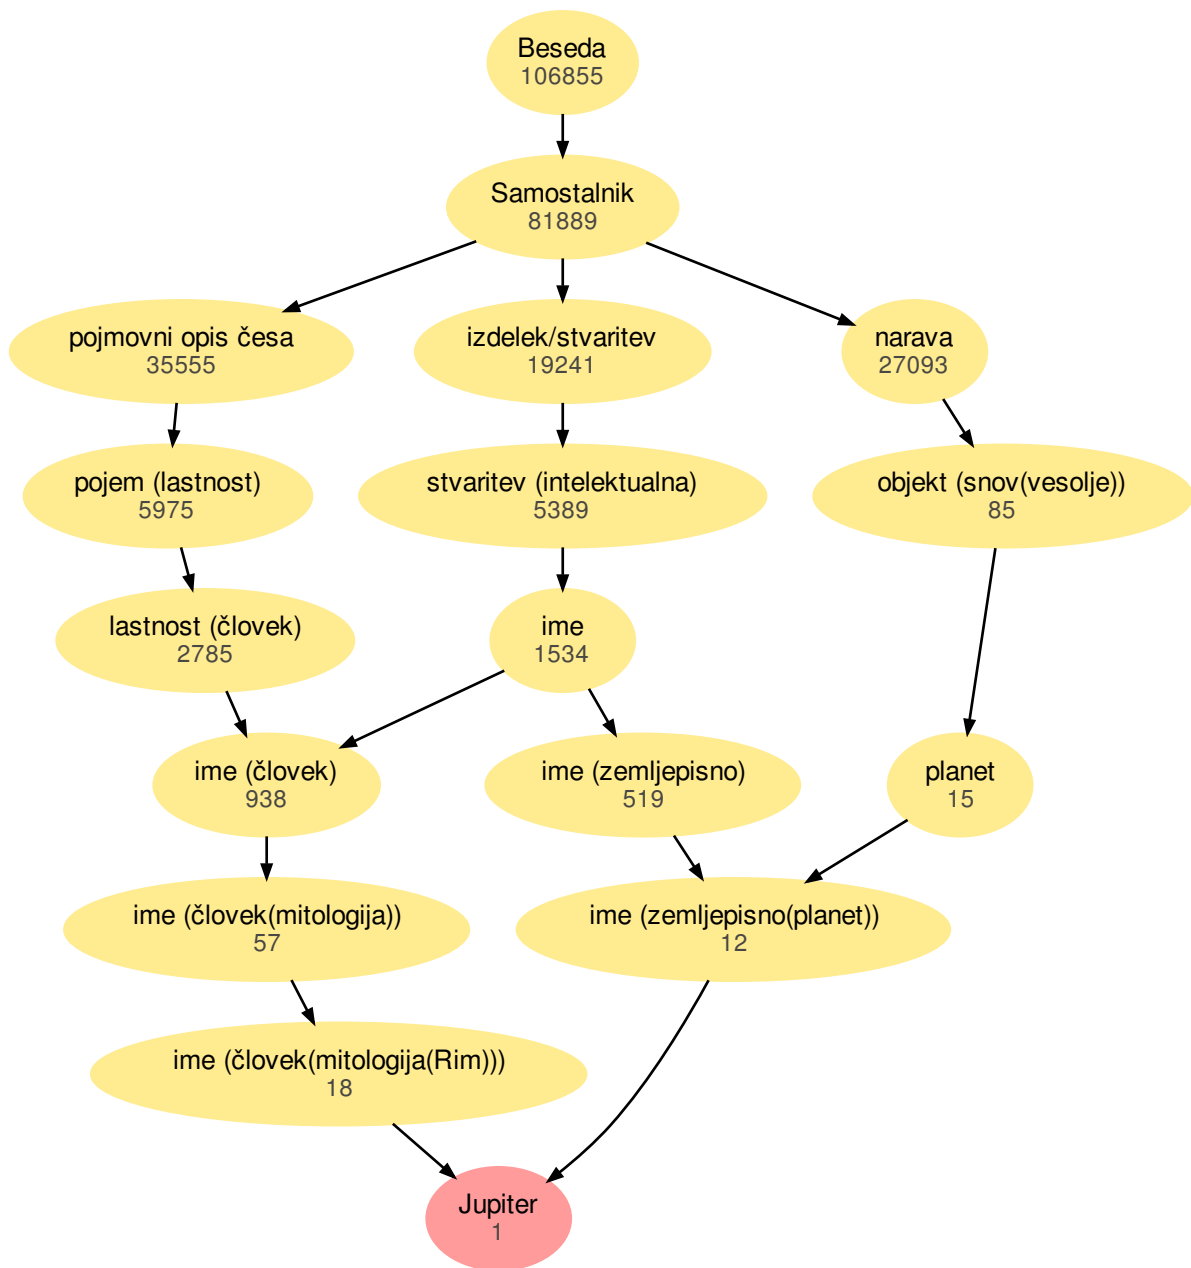 Beseda
106855
Samostalnik
81889
pojmovni opis česa
35555
izdelek/stvaritev
19241
narava
27093
pojem (lastnost)
5975
stvaritev (intelektualna)
5389
objekt (snov(vesolje))
85
lastnost (človek)
2785
ime
1534
ime (človek)
938
ime (zemljepisno)
519
planet
15
ime (človek(mitologija))
57
ime (zemljepisno(planet))
12
ime (človek(mitologija(Rim)))
18
Jupiter
1